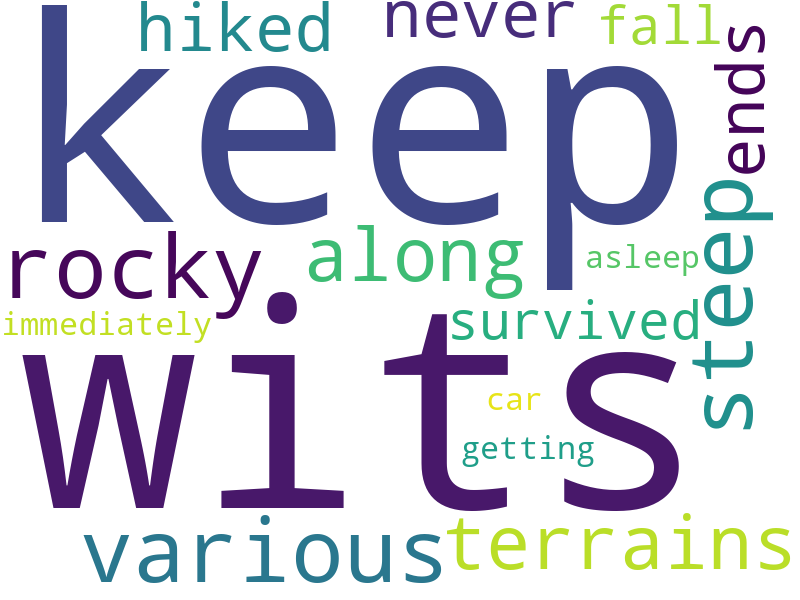 hiked
never
fall
keep
ends
steep
rocky
along
asleep
immediately
survived
wits
car
getting
various
terrains